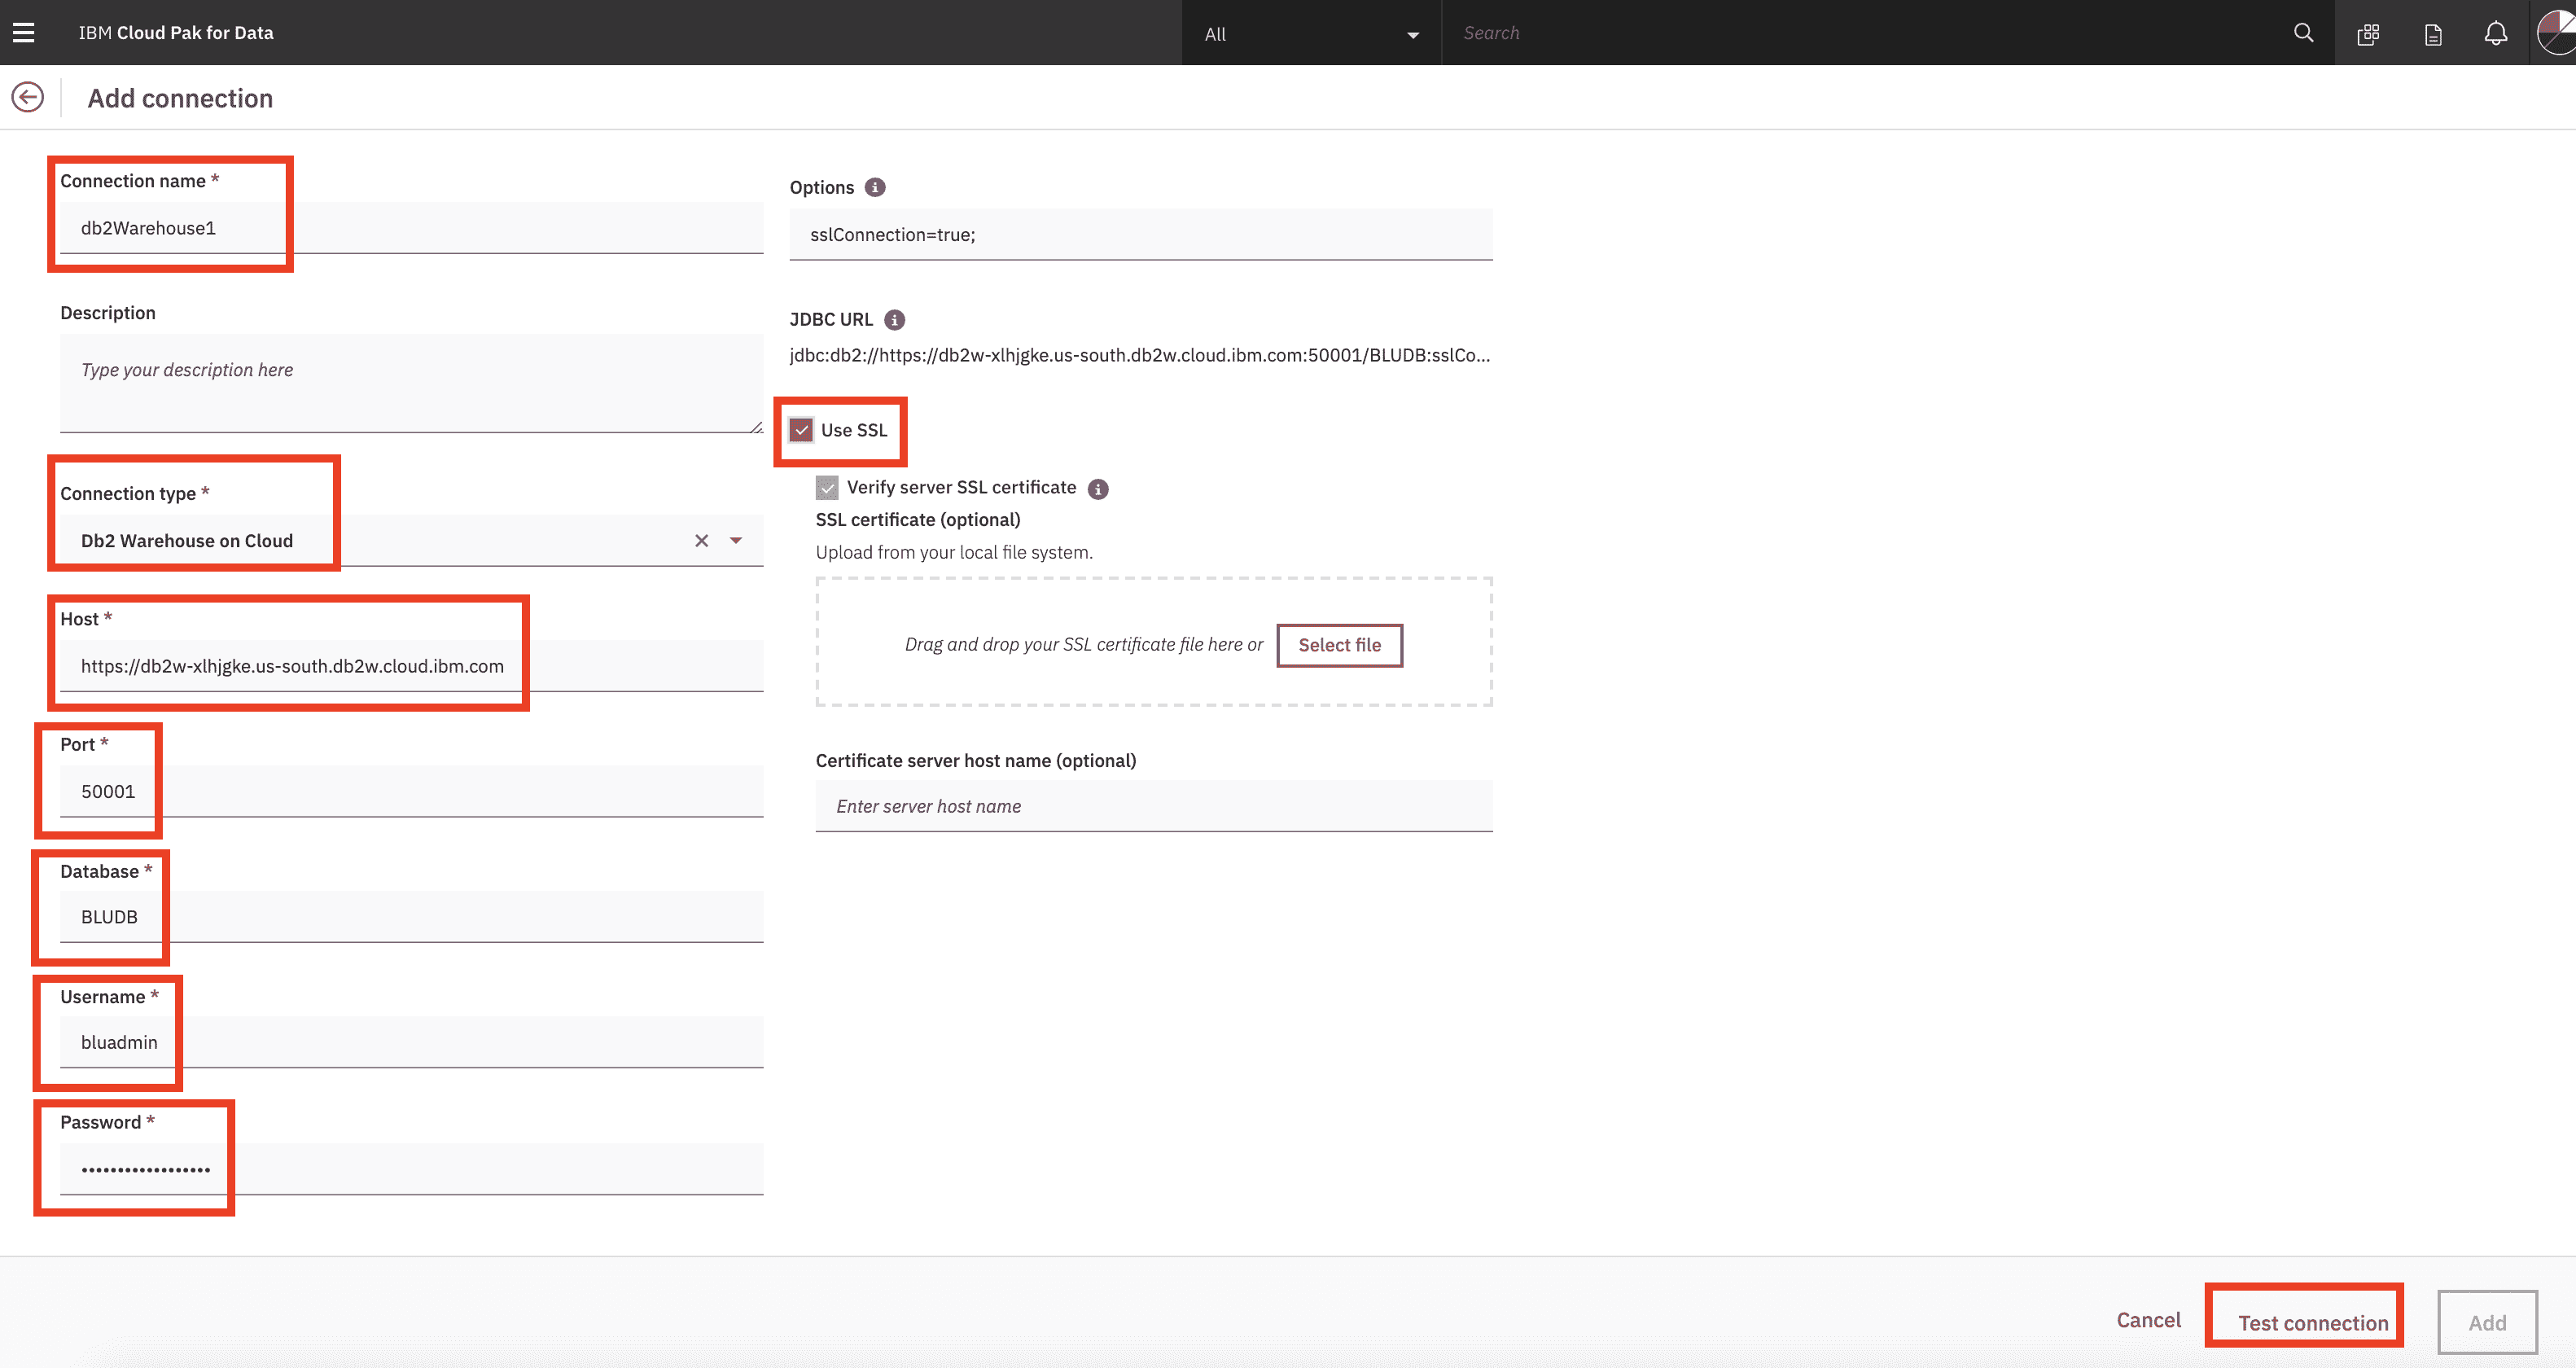 IBM Cloud Pak for Data
All
Search
Add connection
Connection name *
db2Warehouse1
Description
Type your description here
Connection type *
Db2 Warehouse on Cloud
Host *
https://db2w-xlhjgke.us-south.db2w.cloud.ibm.com
Port *
50001
Database *
BLUDB
Username *
bluadmin
Password *
••••••••••••••••••
Options
sslConnection=true;
JDBC URL
jdbc:db2://https://db2w-xlhjgke.us-south.db2w.cloud.ibm.com:50001/BLUDB:sslCo...
Use SSL
Verify server SSL certificate
SSL certificate (optional)
Upload from your local file system.
Drag and drop your SSL certificate file here or Select file
Certificate server host name (optional)
Enter server host name
Cancel
Test connection
Add